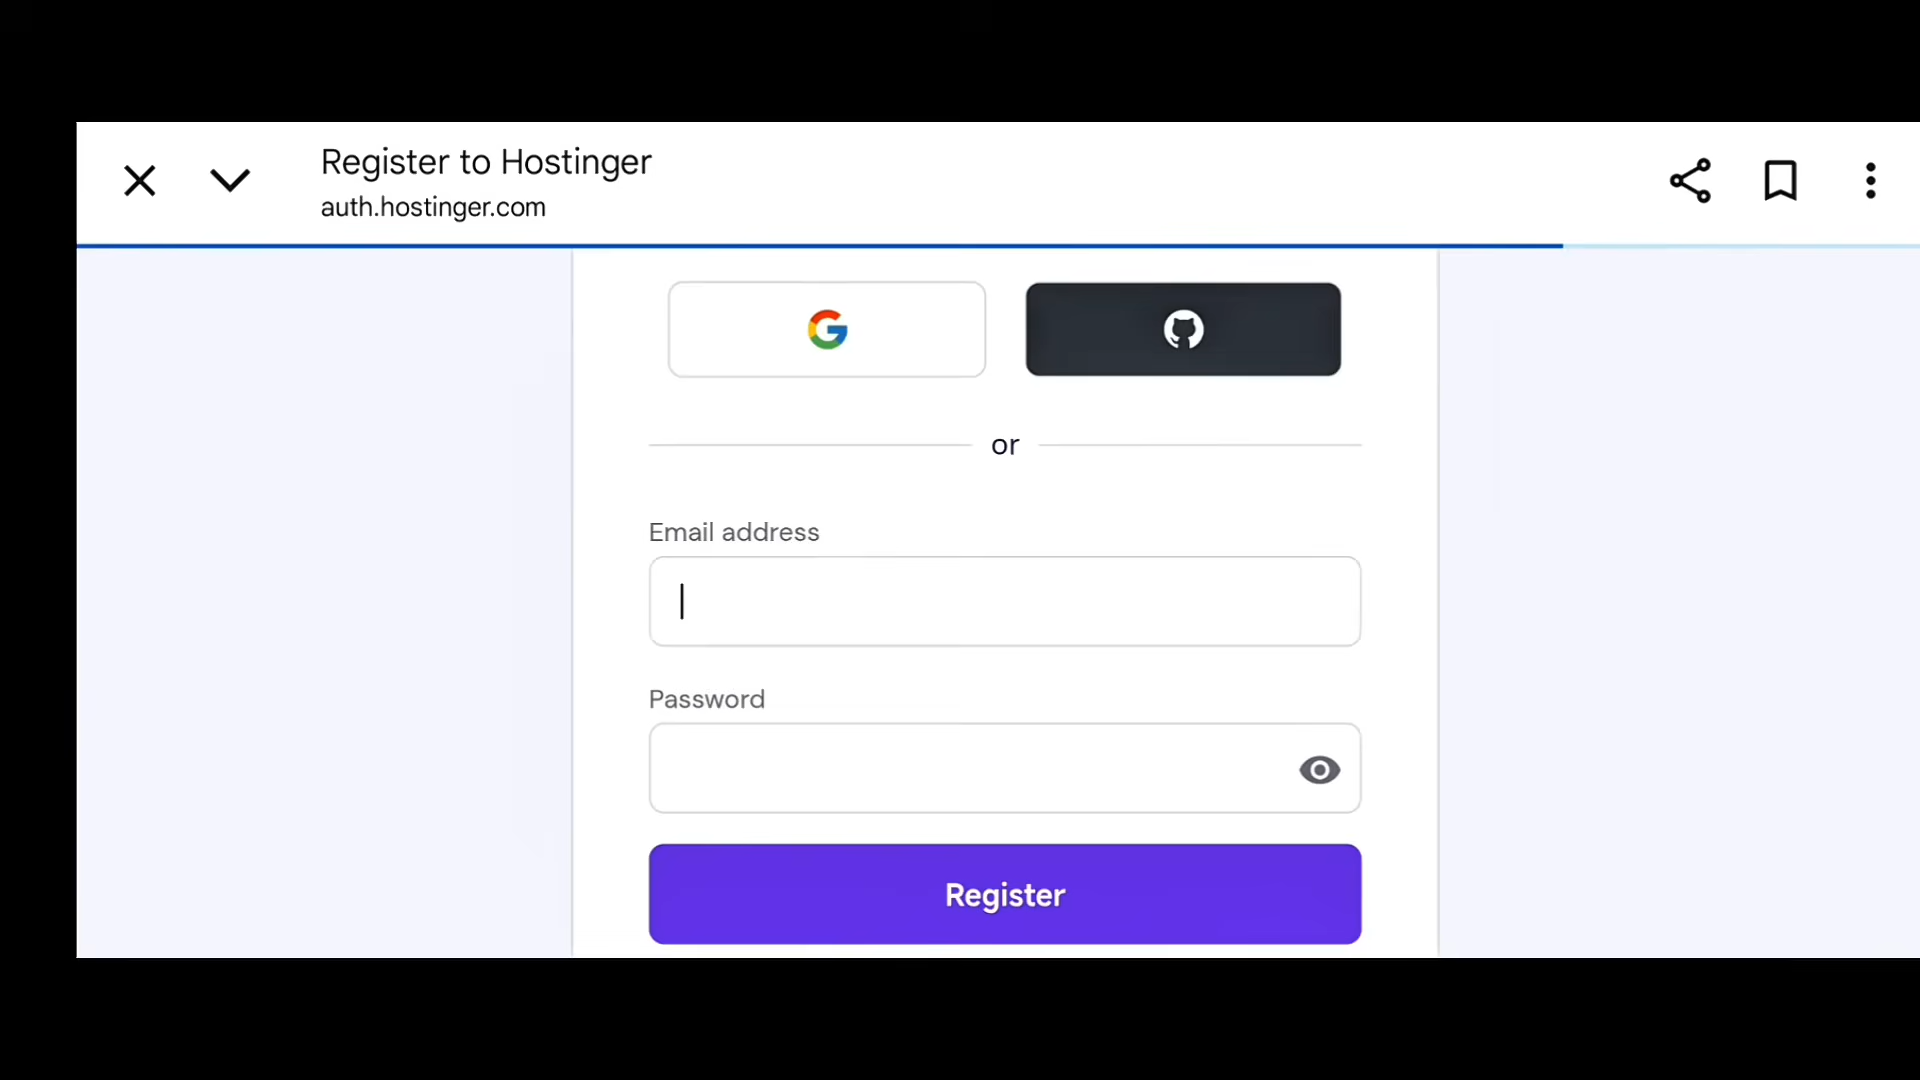 Register to Hostinger
auth.hostinger.com
or
Email address
Password
Register